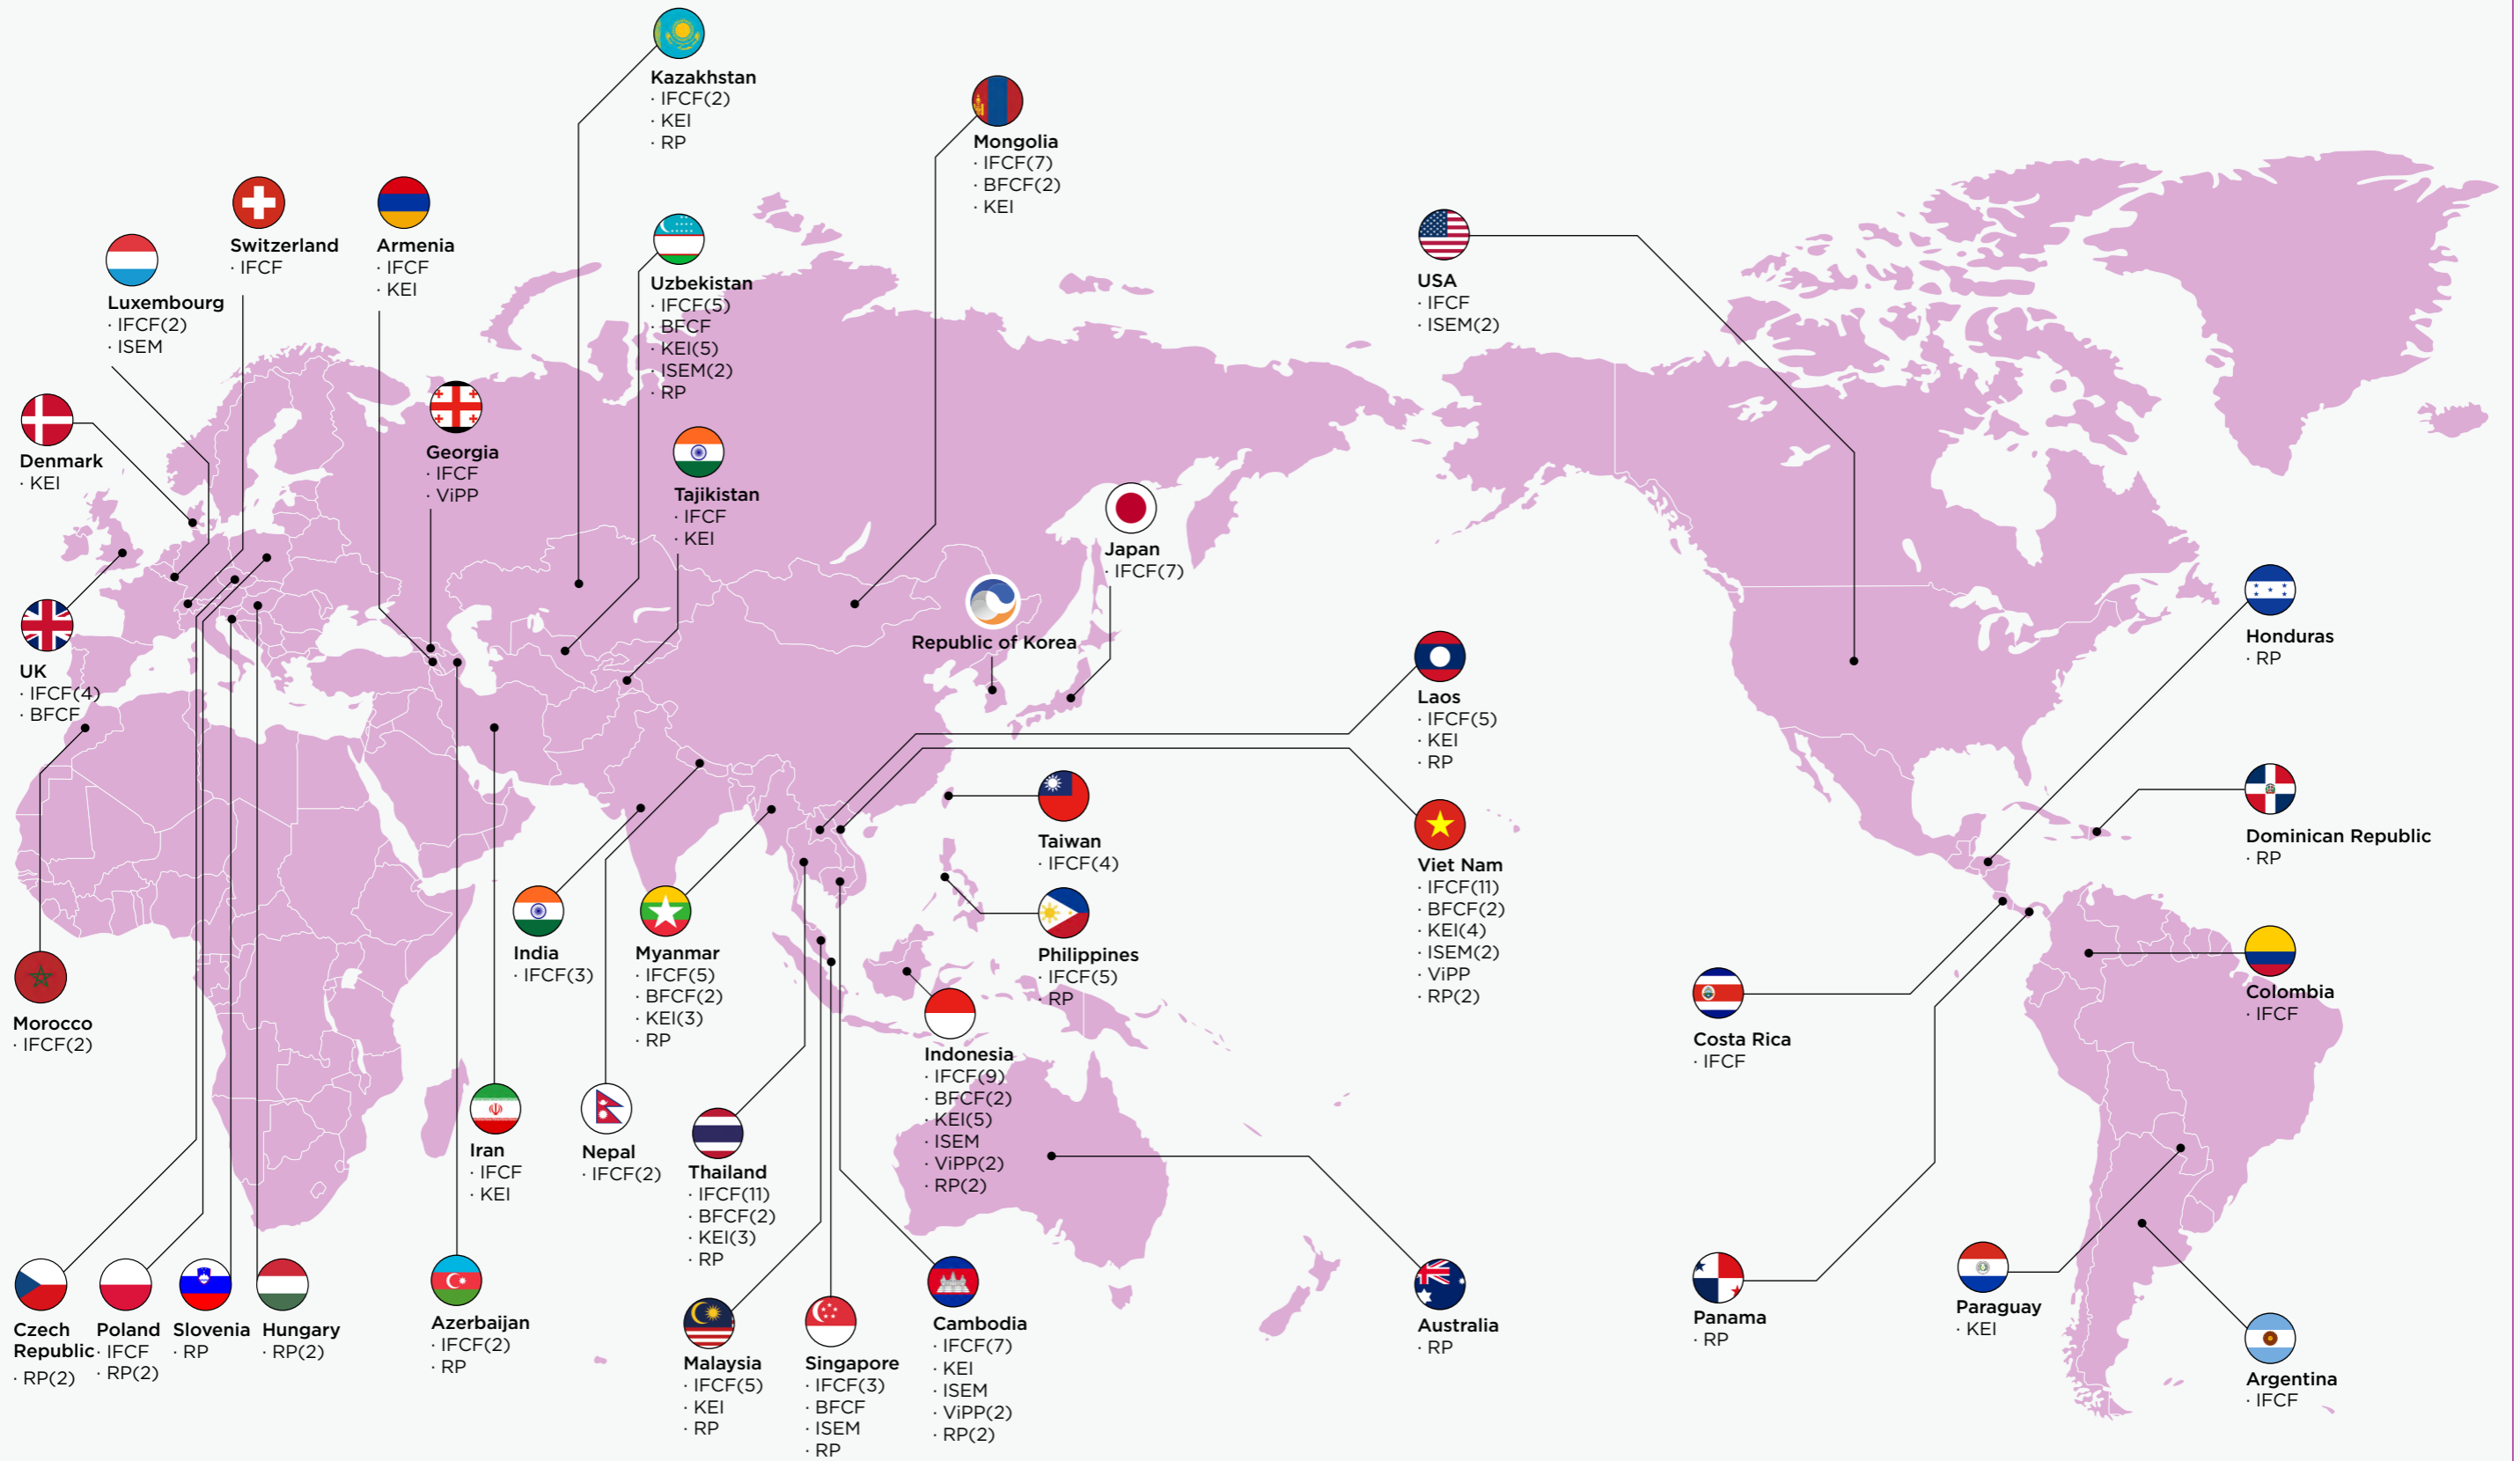 Kazakhstan
· IFCF(2)
· KEI
· RP
Mongolia
· IFCF(7)
· BFCF(2)
· KEI
Switzerland
· IFCF
Armenia
· IFCF
· KEI
Luxembourg
· IFCF(2)
· ISEM
Uzbekistan
· IFCF(5)
· BFCF
· KEI(5)
· ISEM(2)
· RP
USA
· IFCF
· ISEM(2)
Denmark
· KEI
Georgia
· IFCF
· ViPP
Tajikistan
· IFCF
· KEI
Japan
· IFCF(7)
Republic of Korea
UK
· IFCF(4)
· BFCF
Laos
· IFCF(5)
· KEI
· RP
Honduras
· RP
Taiwan
· IFCF(4)
Dominican Republic
· RP
Viet Nam
· IFCF(11)
· BFCF(2)
· KEI(4)
· ISEM(2)
· ViPP
· RP(2)
India
· IFCF(3)
Myanmar
· IFCF(5)
· BFCF(2)
· KEI(3)
· RP
Philippines
· IFCF(5)
· RP
Colombia
· IFCF
Morocco
· IFCF(2)
Costa Rica
· IFCF
Indonesia
· IFCF(9)
· BFCF(2)
· KEI(5)
· ISEM
· ViPP(2)
· RP(2)
Iran
· IFCF
· KEI
Nepal
· IFCF(2)
Thailand
· IFCF(11)
· BFCF(2)
· KEI(3)
· RP
Czech
Republic
· RP(2)
Poland
· IFCF
· RP(2)
Slovenia
· RP
Hungary
· RP(2)
Azerbaijan
· IFCF(2)
· RP
Malaysia
· IFCF(5)
· KEI
· RP
Singapore
· IFCF(3)
· BFCF
· ISEM
· RP
Cambodia
· IFCF(7)
· KEI
· ISEM
· ViPP(2)
· RP(2)
Australia
· RP
Panama
· RP
Paraguay
· KEI
Argentina
· IFCF